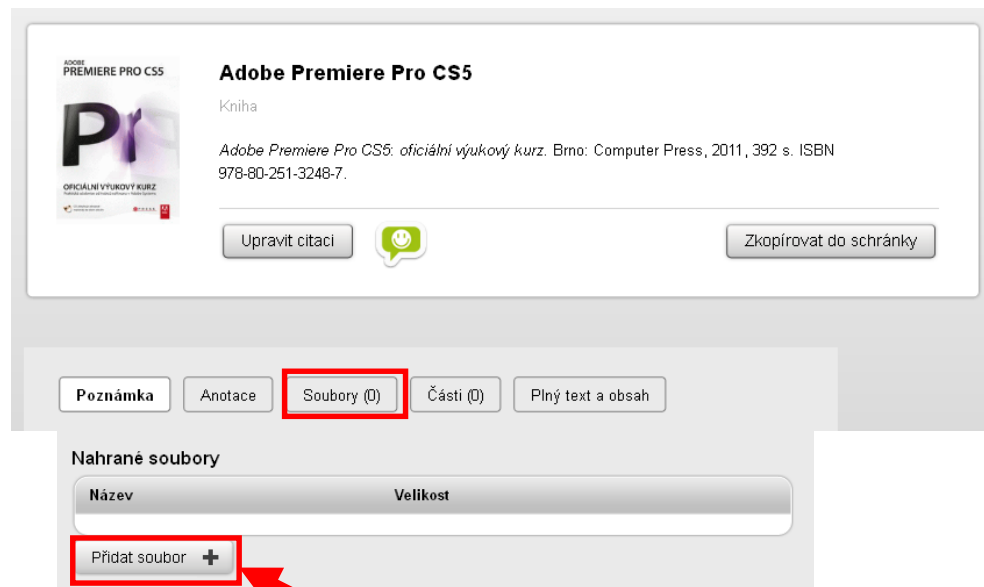 ADOBE
PREMIERE PRO CS5
Pr
OFICIÁLNÍ VÝUKOVÝ KURZ
Adobe Premiere Pro CS5
Kniha
Adobe Premiere Pro CS5: oficiální výukový kurz. Brno: Computer Press, 2011, 392 s. ISBN
978-80-251-3248-7.
Upravit citaci
Zkopírovat do schránky
Poznámka
Anotace
Soubory (0)
Části (0)
Plný text a obsah
Nahrané soubory
Název
Velikost
Přidat soubor